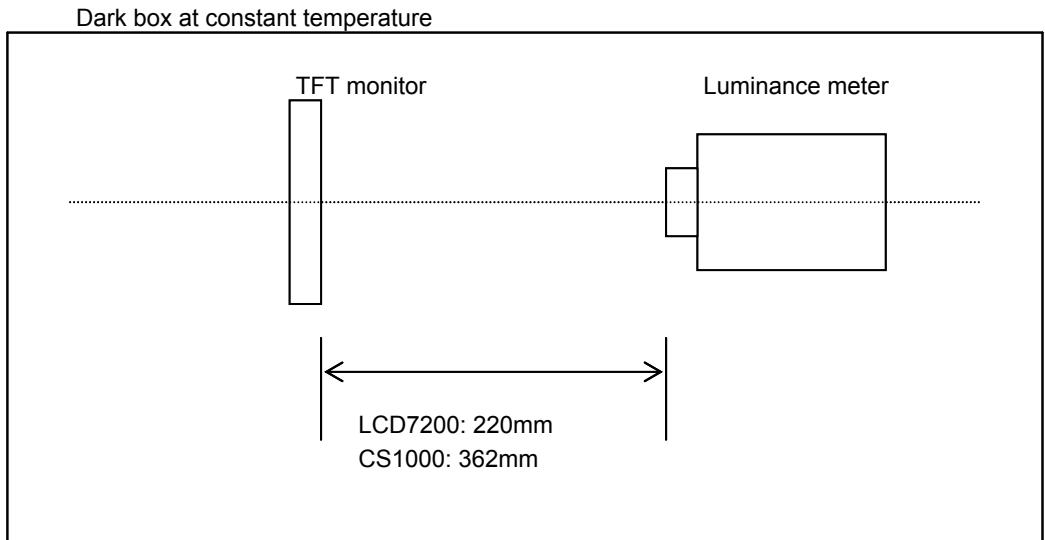 Dark box at constant temperature
TFT monitor
Luminance meter
LCD7200: 220mm
CS1000: 362mm